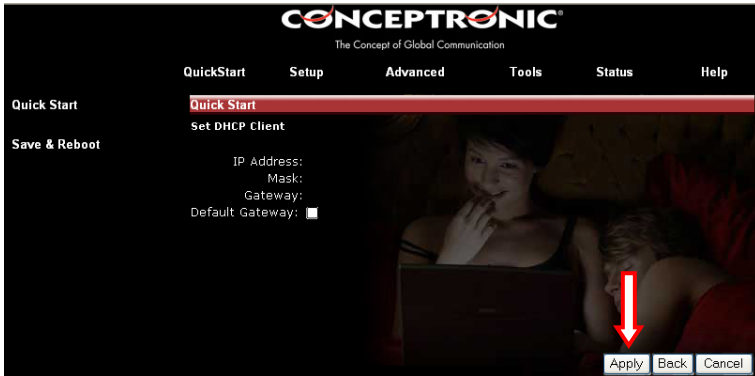 CONCEPTRONIC®
The Concept of Global Communication
QuickStart Setup Advanced Tools Status Help
Quick Start
Save & Reboot
Quick Start
Set DHCP Client
IP Address:
Mask:
Gateway:
Default Gateway:
Apply Back Cancel